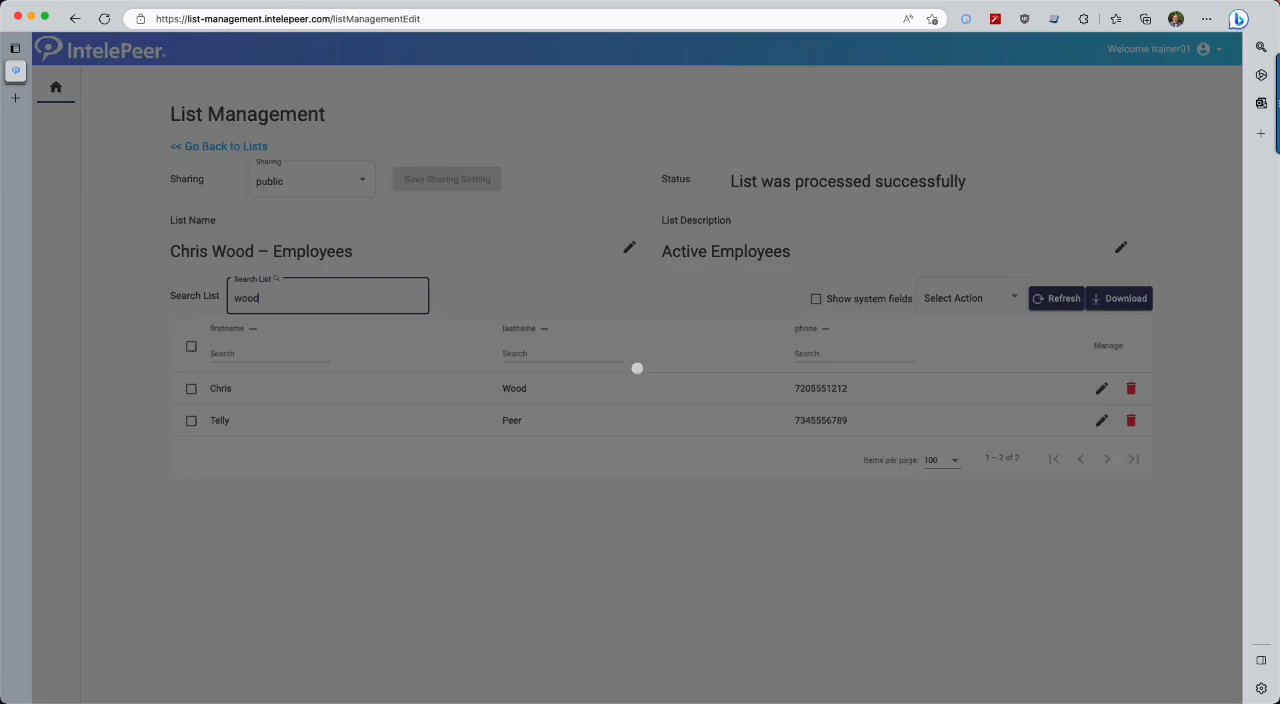 https://list-management.intelepeer.com/listManagementEdit
IntelePeer
Welcome trainer01
List Management
<< Go Back to Lists
Sharing
Sharing
public
Save Sharing Setting
Status
List was processed successfully
List Name
List Description
Chris Wood – Employees
Active Employees
Search List
Search List
wood
Show system fields
Select Action
Refresh
Download
firstname
lastname
phone
Manage
Search
Search
Search
Chris
Wood
7205551212
Telly
Peer
7345556789
Items per page:
100
1 – 2 of 2